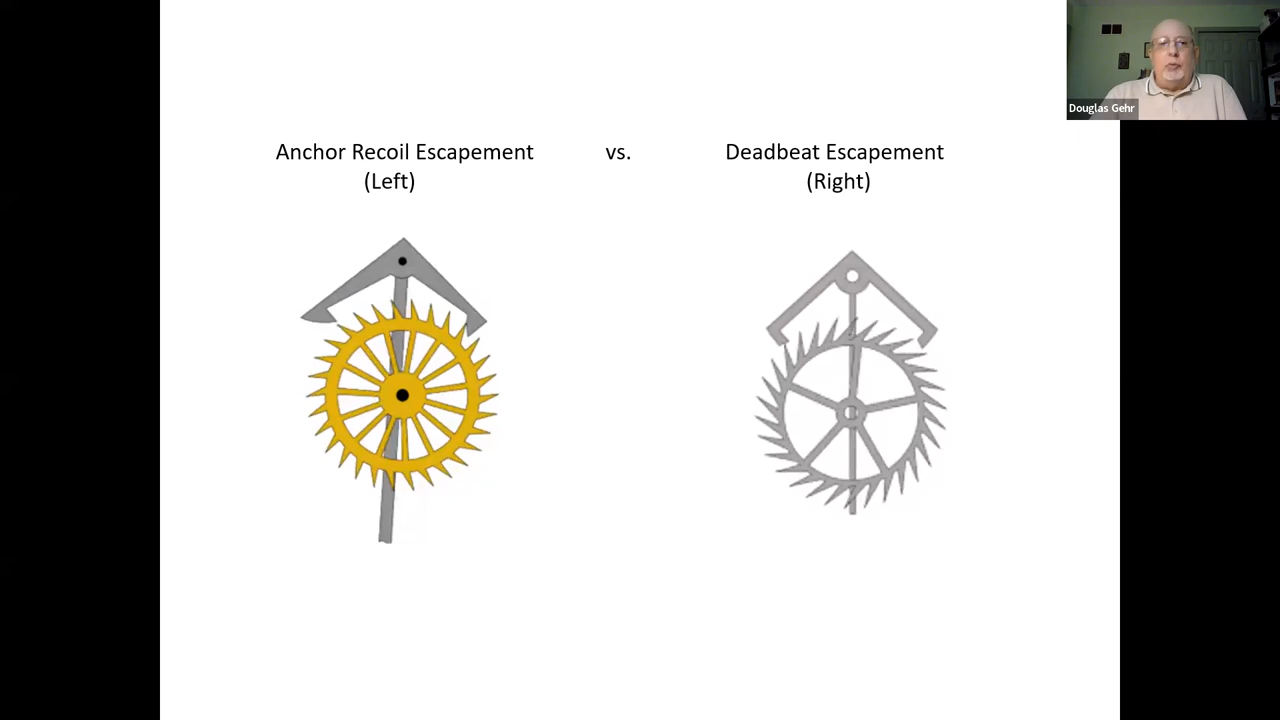 Douglas Gehr
Anchor Recoil Escapement vs. Deadbeat Escapement
(Left) (Right)